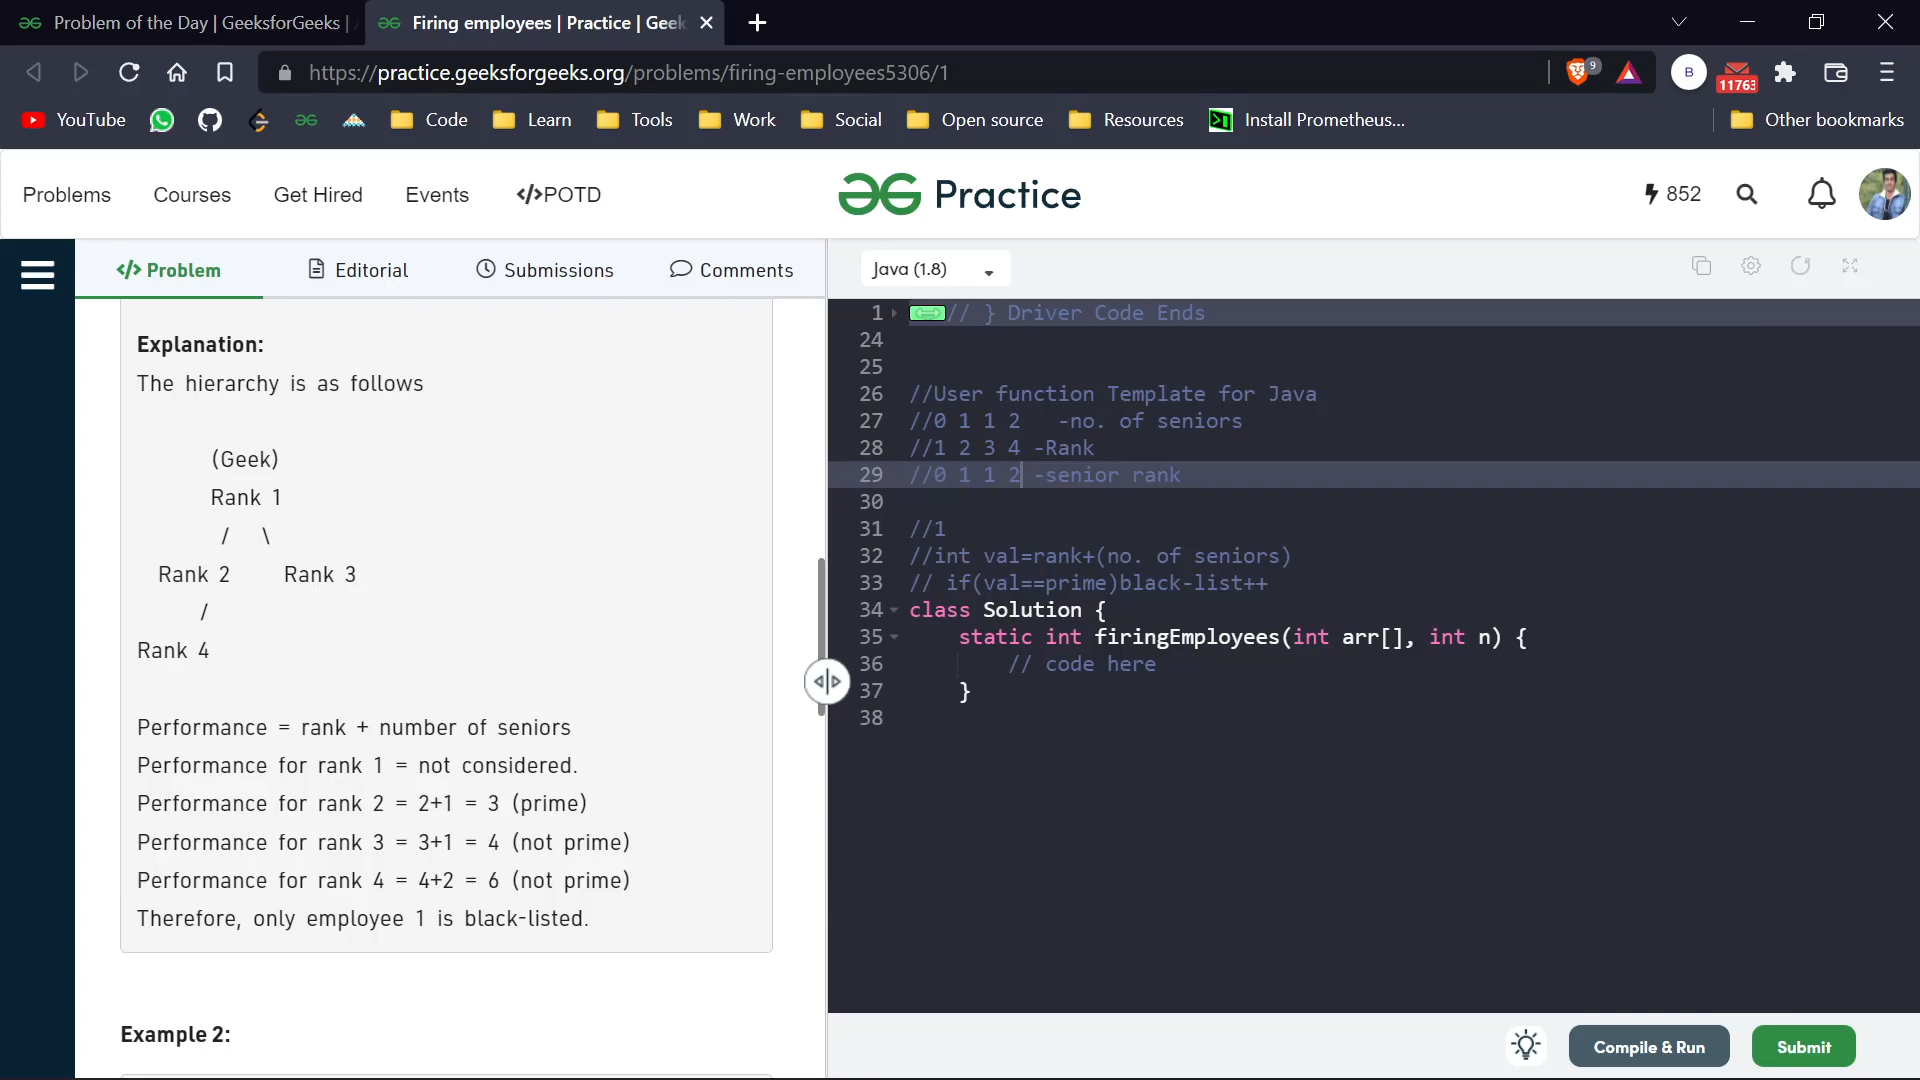 Problem of the Day | GeeksforGeeks |
Firing employees | Practice | Geek
https://practice.geeksforgeeks.org/problems/firing-employees5306/1
9
B
11763
YouTube
Code
Learn
Tools
Work
Social
Open source
Resources
Install Prometheus...
Other bookmarks
Problems
Courses
Get Hired
Events
</>POTD
Practice
852
</> Problem
Editorial
Submissions
Comments
Java (1.8)
Explanation:
The hierarchy is as follows
(Geek)
Rank 1
/ \
Rank 2 Rank 3
/
Rank 4
Performance = rank + number of seniors
Performance for rank 1 = not considered.
Performance for rank 2 = 2+1 = 3 (prime)
Performance for rank 3 = 3+1 = 4 (not prime)
Performance for rank 4 = 4+2 = 6 (not prime)
Therefore, only employee 1 is black-listed.
Example 2:
1 // } Driver Code Ends
24
25
26 //User function Template for Java
27 //0 1 1 2   -no. of seniors
28 //1 2 3 4 -Rank
29 //0 1 1 2 -senior rank
30
31 //1
32 //int val=rank+(no. of seniors)
33 // if(val==prime)black-list++
34 class Solution {
35 static int firingEmployees(int arr[], int n) {
36 // code here
37 }
38
Compile & Run
Submit